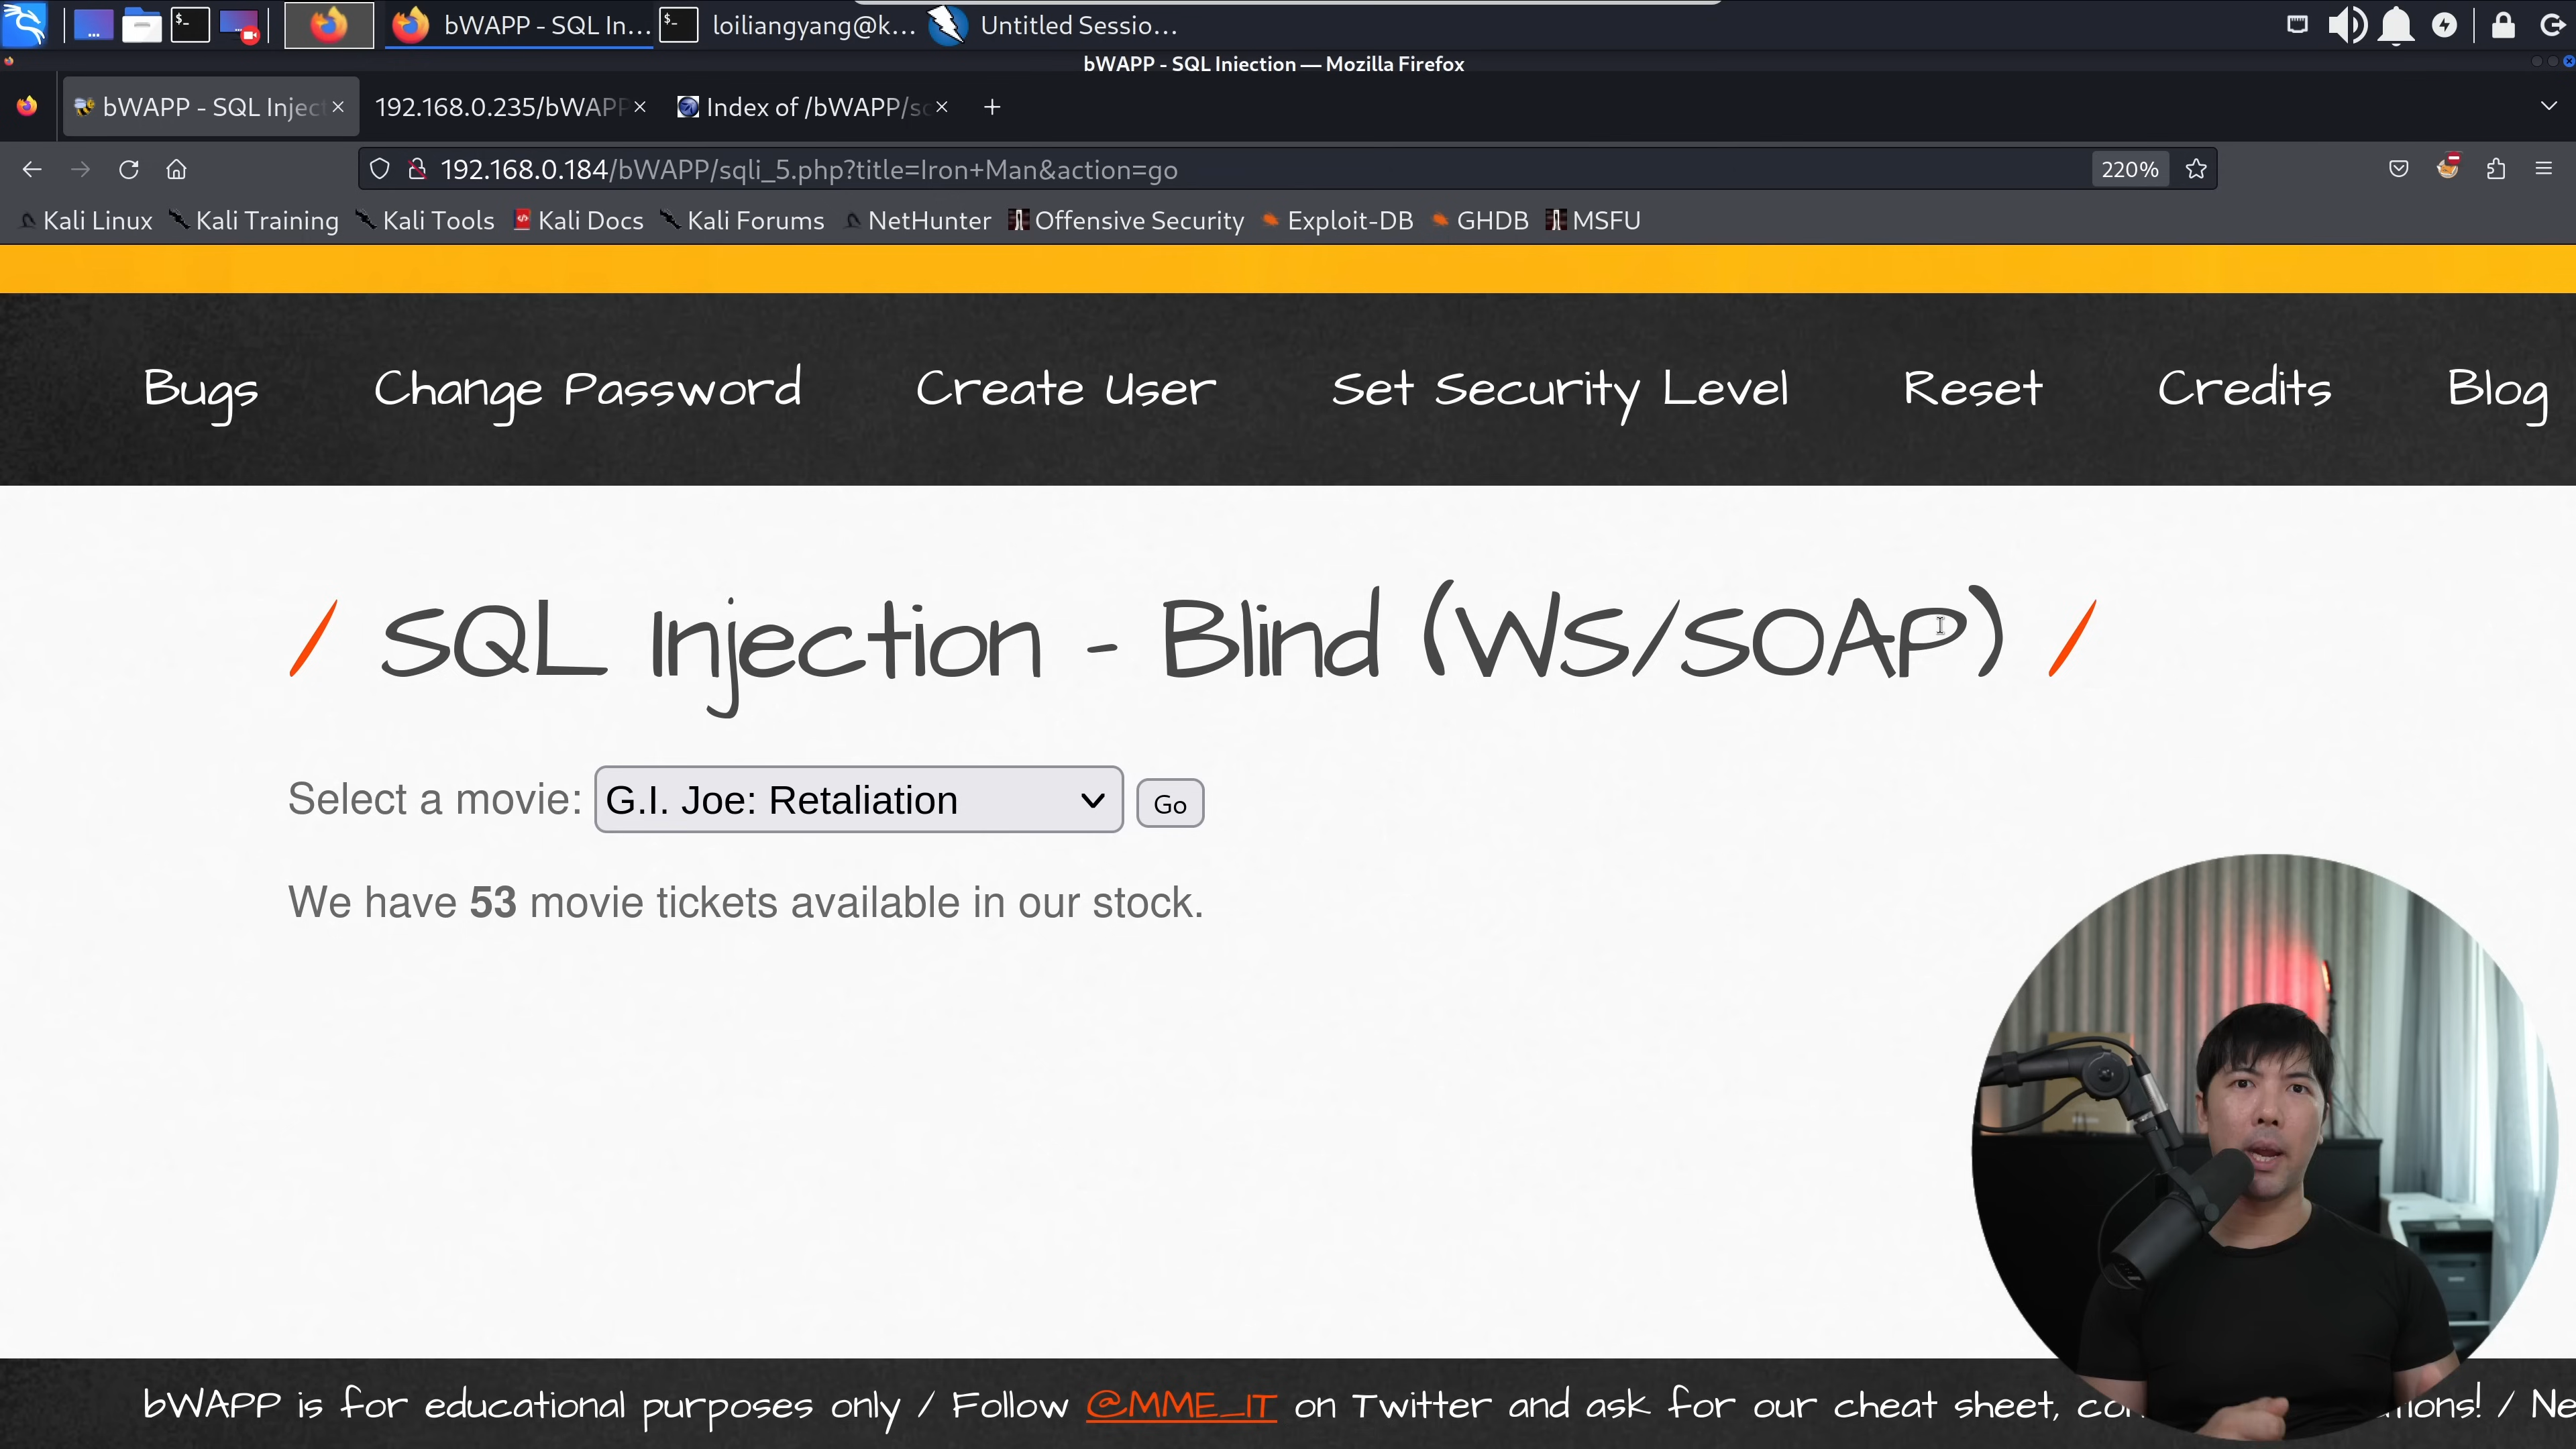 bWAPP - SQL In...
loiliangyang@k...
Untitled Sessio...
bWAPP - SQL Injection — Mozilla Firefox
bWAPP - SQL Inject
192.168.0.235/bWAPP
Index of /bWAPP/so
192.168.0.184/bWAPP/sqli_5.php?title=Iron+Man&action=go
220%
Kali Linux Kali Training Kali Tools Kali Docs Kali Forums NetHunter Offensive Security Exploit-DB GHDB MSFU
Bugs Change Password Create User Set Security Level Reset Credits Blog
/ SQL Injection - Blind (WS/SOAP) /
Select a movie: G.I. Joe: Retaliation Go
We have 53 movie tickets available in our stock.
bWAPP is for educational purposes only / Follow @MME_IT on Twitter and ask for our cheat sheet, / Ne